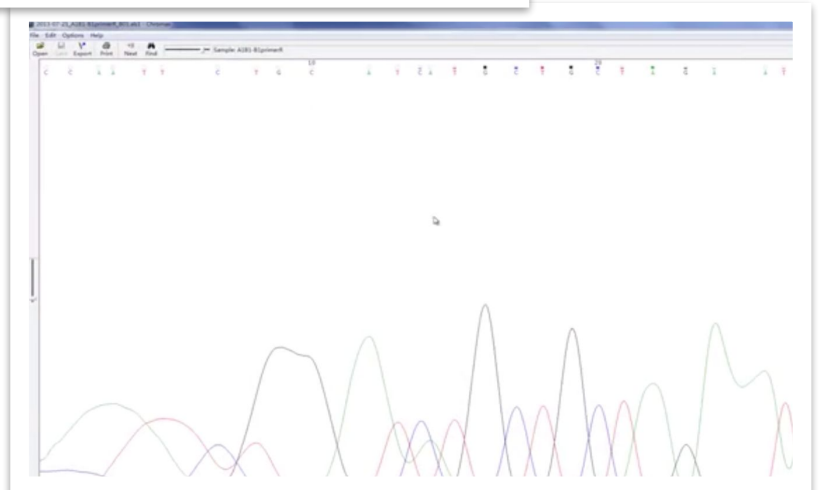 File Edit Options Help
Open Save Export Print Next Find Sample: A1B1-B1primerR
10 20
C C A A T T C T G C A T C A T G C T G C T A G A A T